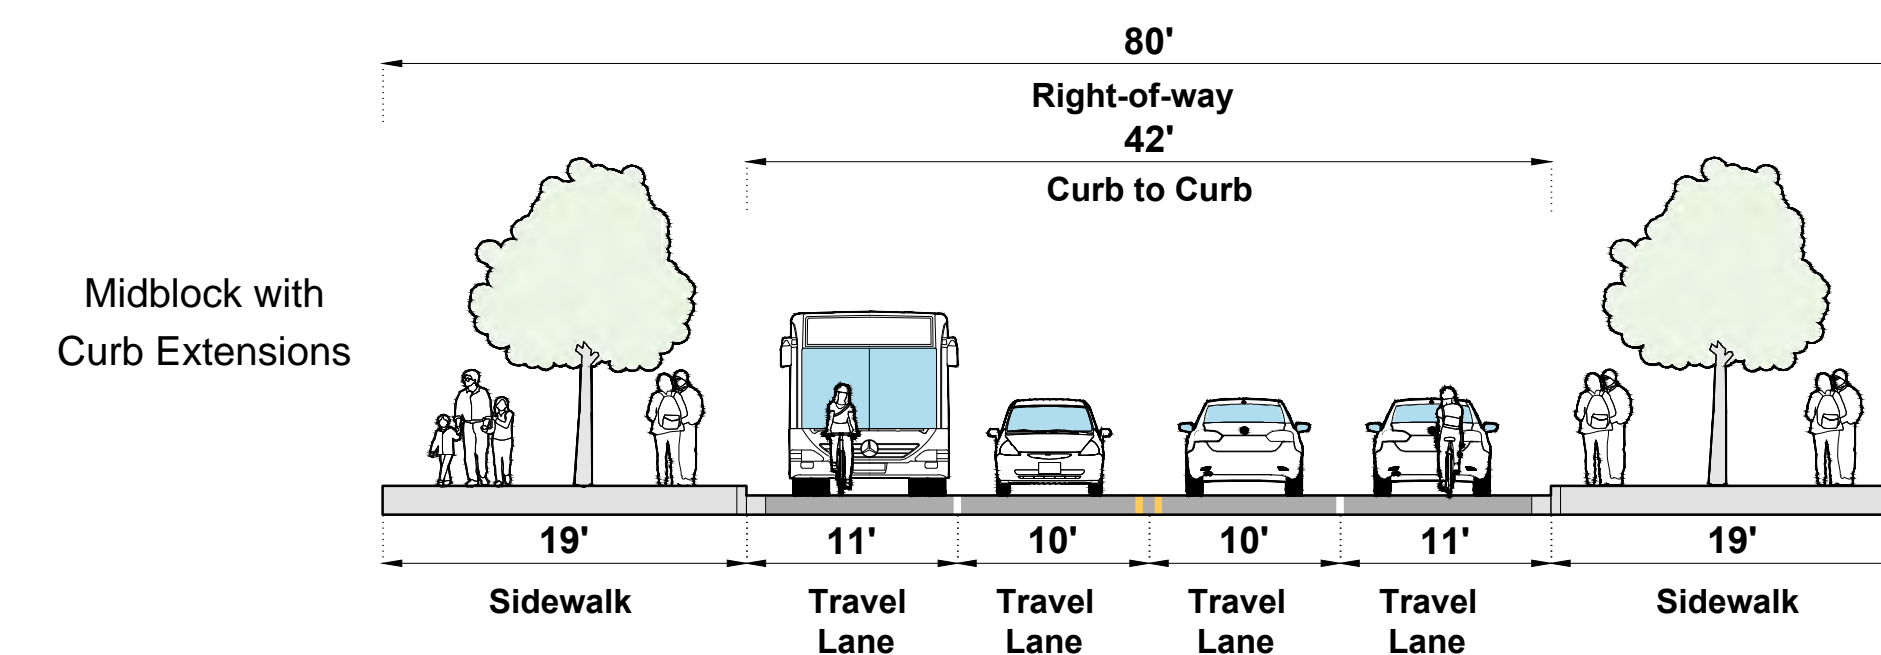 80'
Right-of-way
42'
Curb to Curb
Midblock with
Curb Extensions
19' 11' 10' 10' 11' 19'
Sidewalk Travel Travel Travel Travel Sidewalk
Lane Lane Lane Lane